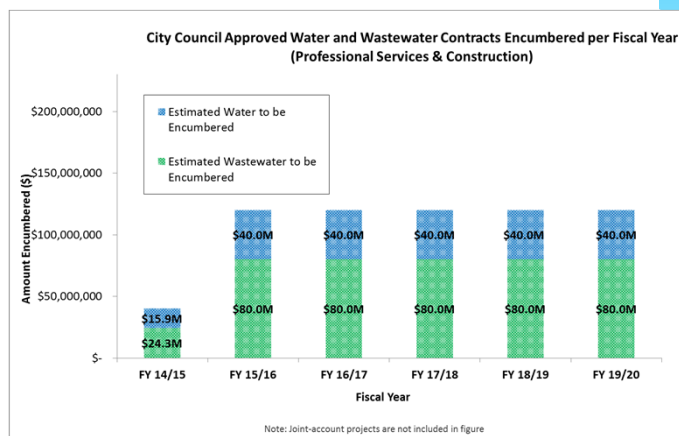 City Council Approved Water and Wastewater Contracts Encumbered per Fiscal Year
(Professional Services & Construction)
$200,000,000
$150,000,000
$100,000,000
$50,000,000
$-
Amount Encumbered ($)
Estimated Water to be
Encumbered
Estimated Wastewater to be
Encumbered
$15.9M
$24.3M
$40.0M
$80.0M
$40.0M
$80.0M
$40.0M
$80.0M
$40.0M
$80.0M
$40.0M
$80.0M
FY 14/15
FY 15/16
FY 16/17
FY 17/18
FY 18/19
FY 19/20
Fiscal Year
Note: Joint-account projects are not included in figure